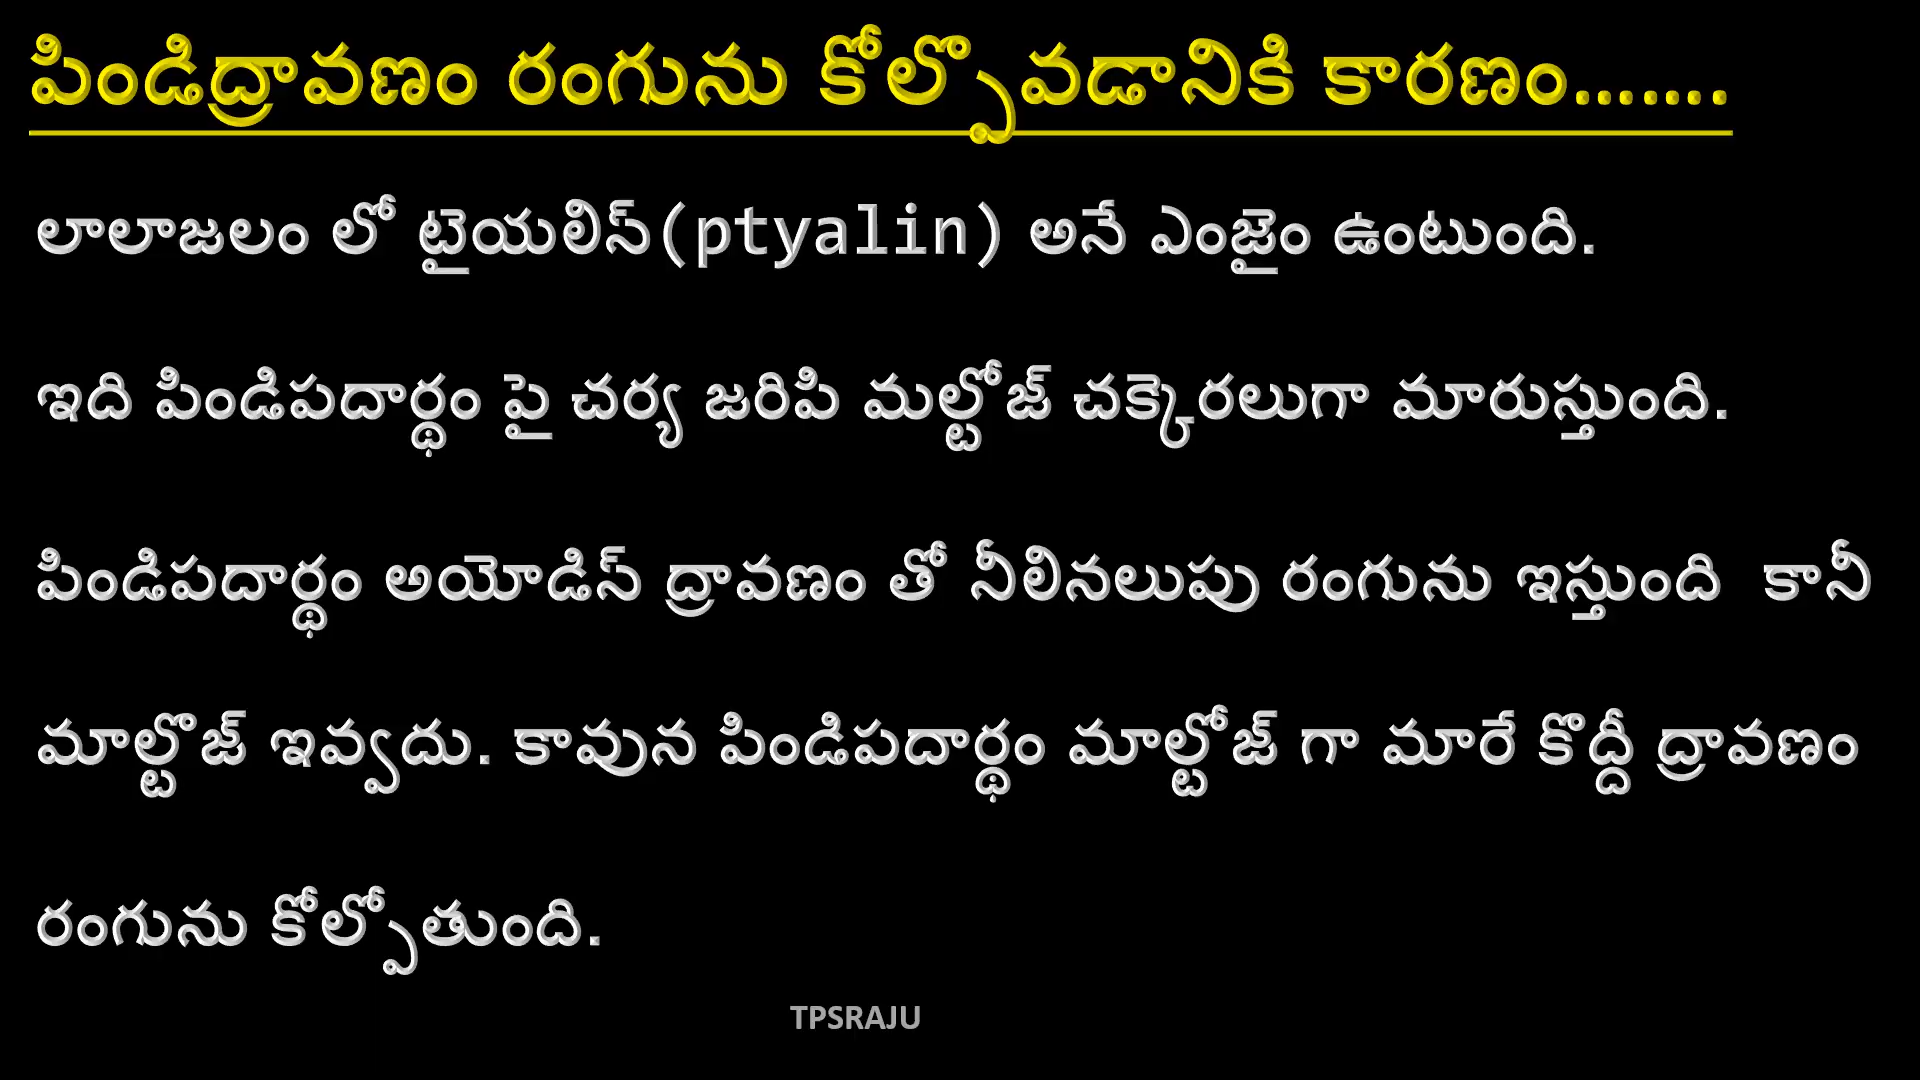 పిండిద్రావణం రంగును కోల్పొవడానికి కారణం.......
లాలాజలం లో టైయలిస్(ptyalin) అనే ఎంజైం ఉంటుంది.
ఇది పిండిపదార్థం పై చర్య జరిపి మల్టోజ్ చక్కెరలుగా మారుస్తుంది.
పిండిపదార్థం అయోడిన్ ద్రావణం తో నీలినలుపు రంగును ఇస్తుంది కానీ
మాల్టొజ్ ఇవ్వదు. కావున పిండిపదార్థం మాల్టోజ్ గా మారే కొద్దీ ద్రావణం
రంగును కోల్పోతుంది.
TPSRAJU